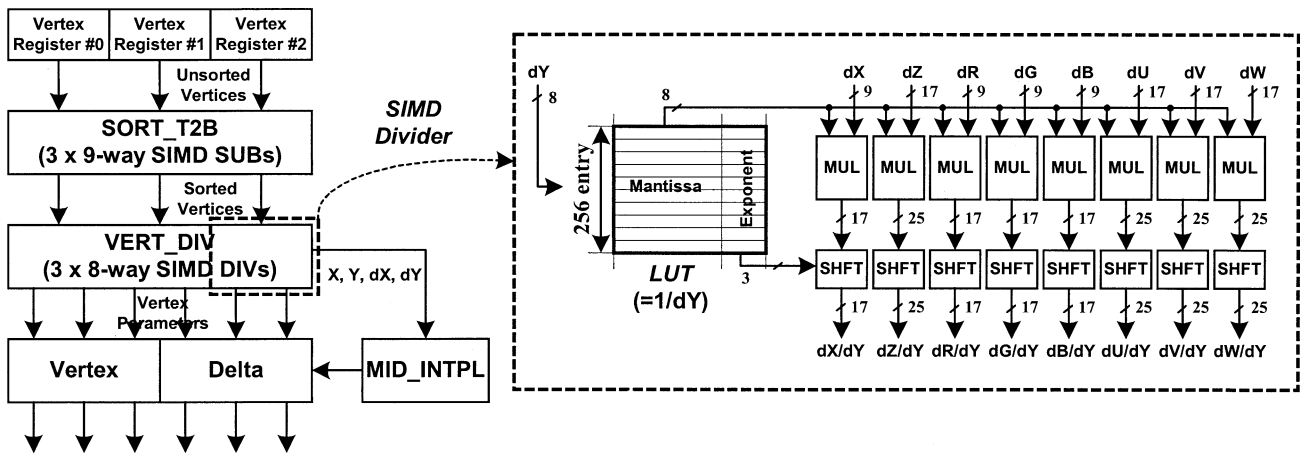 Vertex Register #0
Vertex Register #1
Vertex Register #2
Unsorted
Vertices
SORT_T2B
(3 x 9-way SIMD SUBs)
Sorted
Vertices
VERT_DIV
(3 x 8-way SIMD DIVs)
X, Y, dX, dY
Vertex
Parameters
Vertex
Delta
MID_INTPL
SIMD
Divider
dY
8
8
256 entry
Mantissa
Exponent
LUT
(=1/dY)
3
dX dZ dR dG dB dU dV dW
9 17 9 9 9 17 17 17
MUL MUL MUL MUL MUL MUL MUL MUL
17 25 17 17 17 25 25 25
SHFT SHFT SHFT SHFT SHFT SHFT SHFT SHFT
17 25 17 17 17 25 25 25
dX/dY dZ/dY dR/dY dG/dY dB/dY dU/dY dV/dY dW/dY